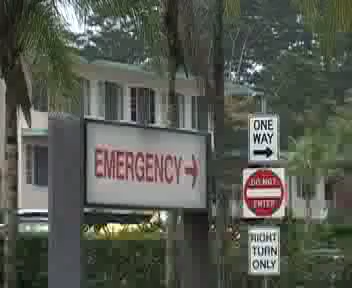 EMERGENCY →
ONE
WAY
DO NOT
ENTER
RIGHT
TURN
ONLY